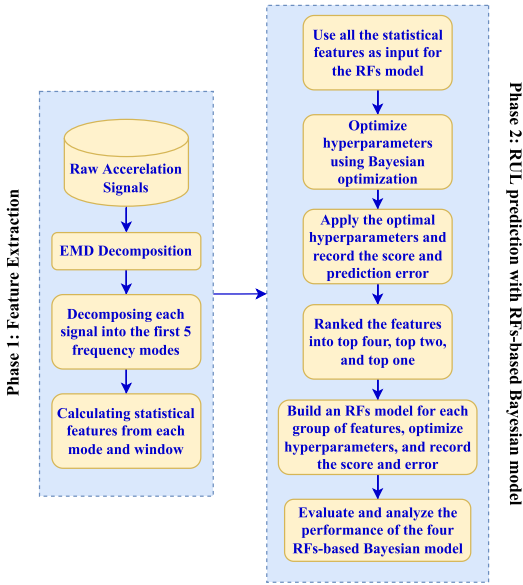 Phase 1: Feature Extraction
Raw Accerelation
Signals
EMD Decomposition
Decomposing each
signal into the first 5
frequency modes
Calculating statistical
features from each
mode and window
Use all the statistical
features as input for
the RFs model
Optimize
hyperparameters
using Bayesian
optimization
Apply the optimal
hyperparameters and
record the score and
prediction error
Ranked the features
into top four, top two,
and top one
Build an RFs model for each
group of features, optimize
hyperparameters, and record
the score and error
Evaluate and analyze the
performance of the four
RFs-based Bayesian model
Phase 2: RUL prediction with RFs-based Bayesian model